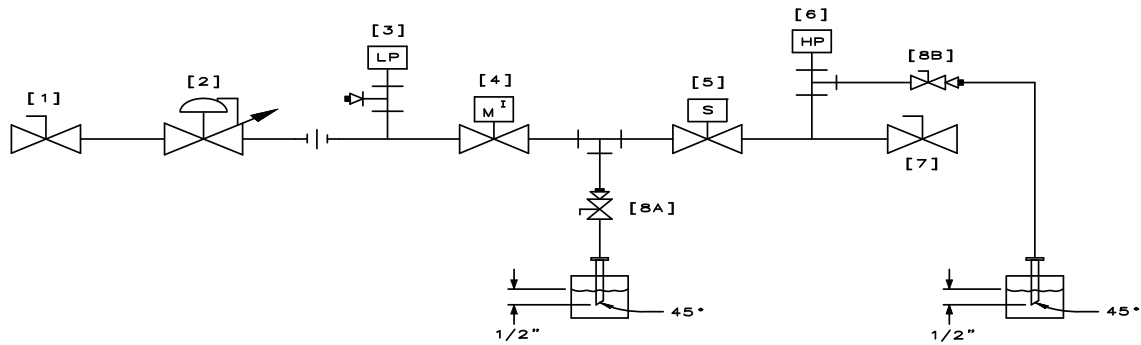 [1]
[2]
[3]
LP
[4]
M I
[5]
S
[6]
HP
[7]
[8A]
[8B]
1/2"
45°
1/2"
45°